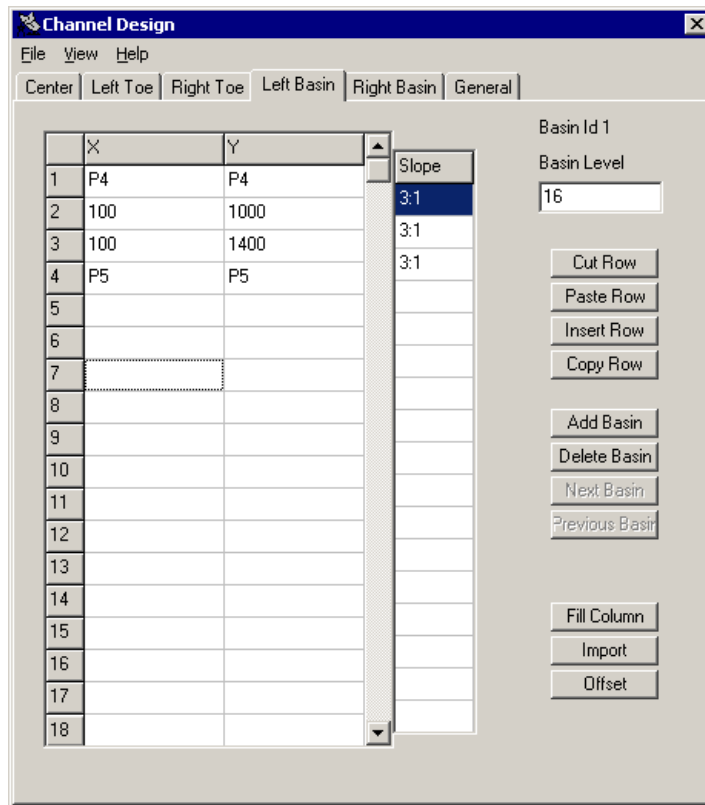 Channel Design
File View Help
Center Left Toe Right Toe Left Basin Right Basin General
Basin Id 1
X Y
Slope
Basin Level
1 P4 P4
3:1
16
2 100 1000
3:1
3 100 1400
3:1
Cut Row
4 P5 P5
Paste Row
5
Insert Row
6
Copy Row
7
8
Add Basin
9
Delete Basin
10
Next Basin
11
Previous Basin
12
13
14
Fill Column
15
Import
16
Offset
17
18